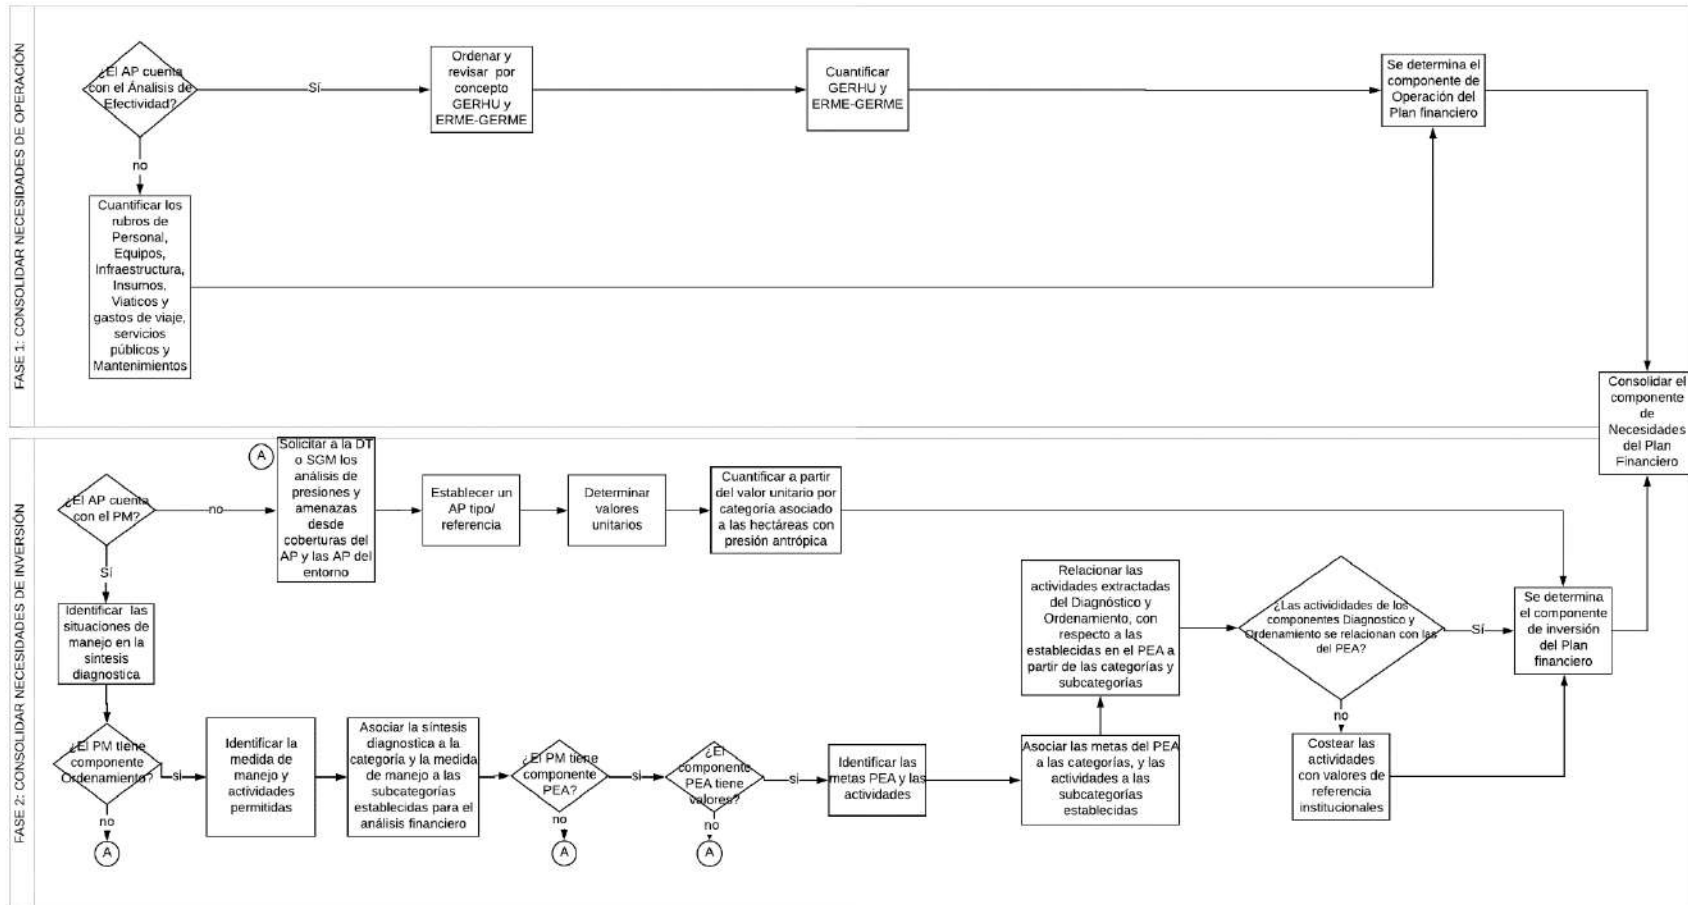 FASE 1: CONSOLIDAR NECESIDADES DE OPERACIÓN
¿El AP cuenta
con el Ánalisis de
Efectividad?
Sí
no
Ordenar y
revisar por
concepto
GERHU y
ERME-GERME
Cuantificar
GERHU y
ERME-GERME
Se determina el
componente de
Operación del
Plan financiero
Cuantificar los
rubros de
Personal,
Equipos,
Infraestructura,
Insumos,
Viaticos y
gastos de viaje,
servicios
públicos y
Mantenimientos
Consolidar el
componente
de
Necesidades
del Plan
Financiero
FASE 2: CONSOLIDAR NECESIDADES DE INVERSIÓN
¿El AP cuenta
con el PM?
no
Sí
A
Solicitar a la DT
o SGM los
análisis de
presiones y
amenazas
desde
coberturas del
AP y las AP del
entorno
Establecer un
AP tipo/
referencia
Determinar
valores
unitarios
Cuantificar a partir
del valor unitario por
categoría asociado
a las hectáreas con
presión antrópica
Identificar las
situaciones de
manejo en la
síntesis
diagnostica
¿El PM tiene
componente
Ordenamiento?
si
no
A
Identificar la
medida de
manejo y
actividades
permitidas
Asociar la síntesis
diagnostica a la
categoría y la medida
de manejo a las
subcategorías
establecidas para el
análisis financiero
¿El PM tiene
componente
PEA?
si
no
A
¿El
componente
PEA tiene
valores?
si
no
A
Identificar las
metas PEA y las
actividades
Asociar las metas del PEA
a las categorías, y las
actividades a las
subcategorías
establecidas
Relacionar las
actividades extractadas
del Diagnóstico y
Ordenamiento, con
respecto a las
establecidas en el PEA a
partir de las categorías y
subcategorías
¿Las activididades de los
componentes Diagnostico y
Ordenamiento se relacionan con las
del PEA?
Sí
no
Costear las
actividades
con valores de
referencia
institucionales
Se determina
el componente
de inversión
del Plan
financiero